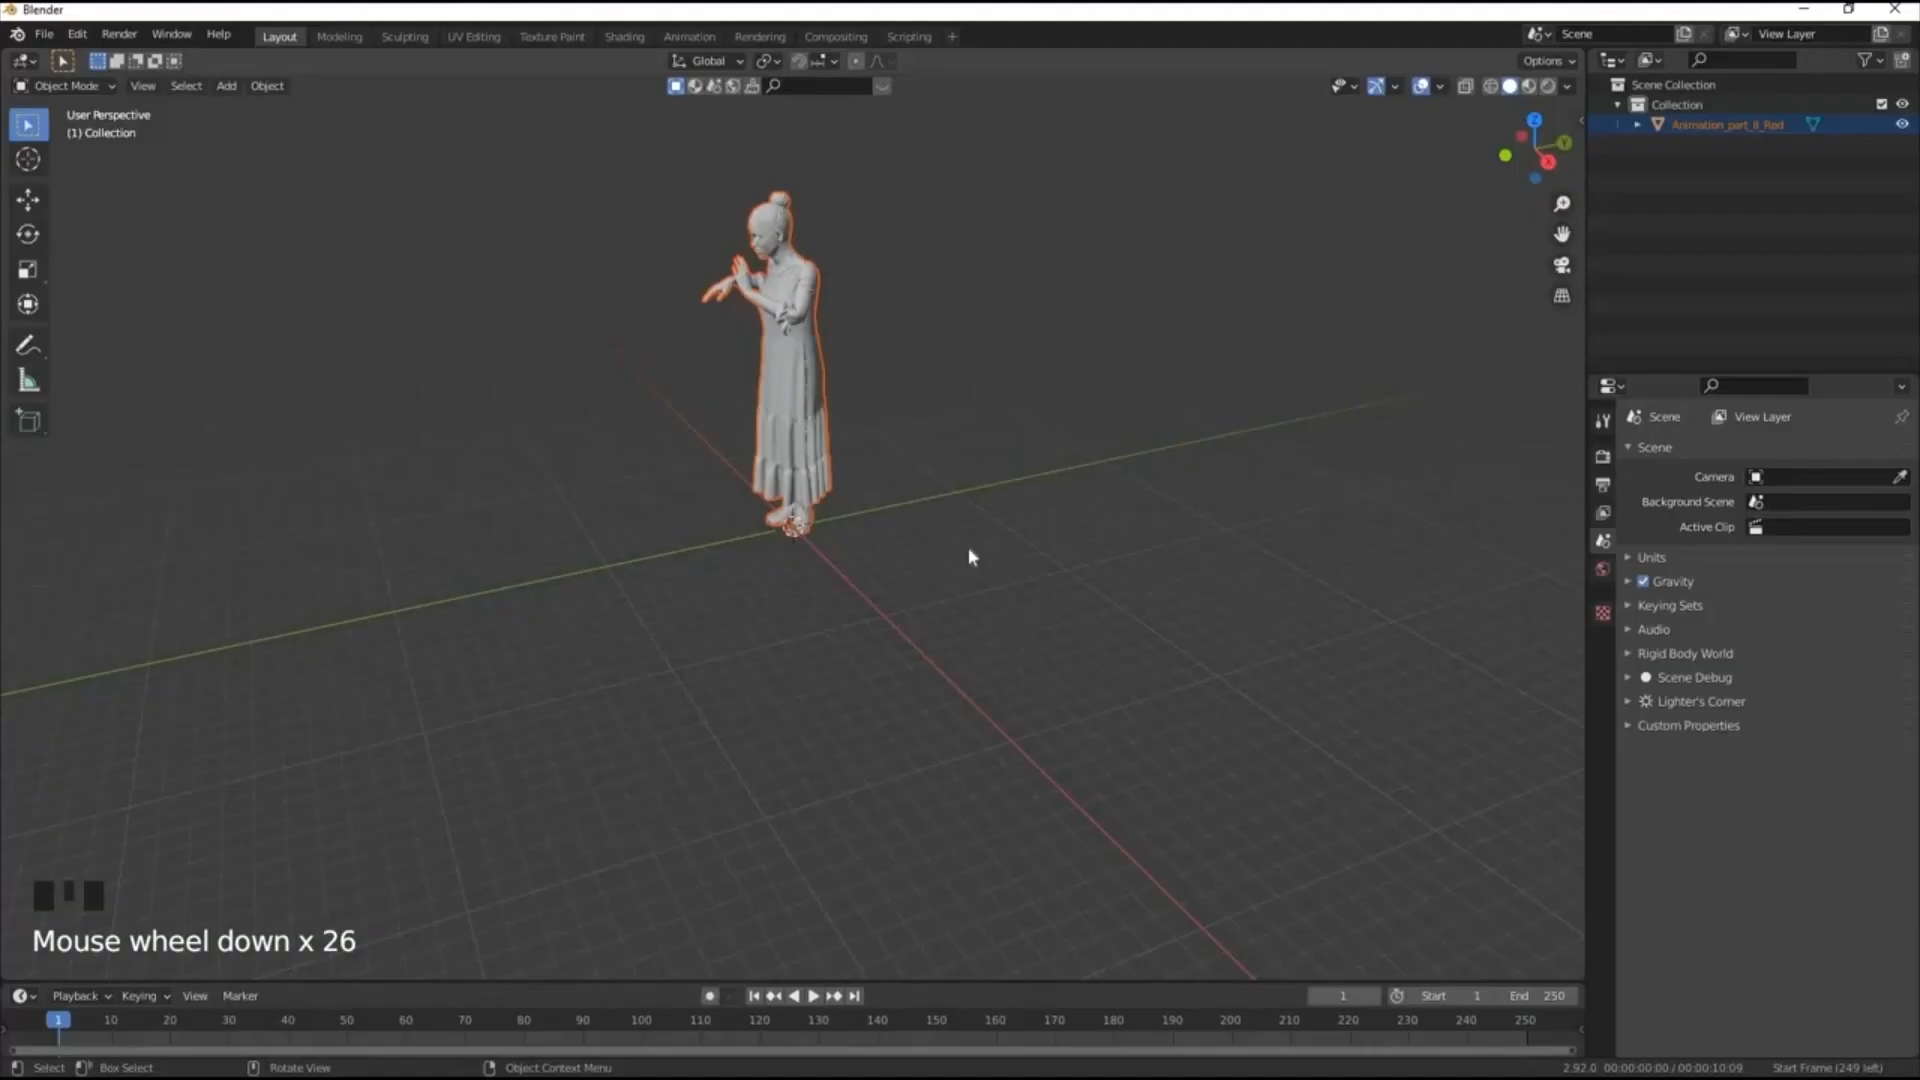 Blender
File Edit Render Window Help Layout Modeling Sculpting UV Editing Texture Paint Shading Animation Rendering Compositing Scripting + Scene View Layer
Global Options
Object Mode View Select Add Object
Scene Collection
Collection
Animation_part_8_Red
User Perspective
(1) Collection
Z
Y
X
Scene View Layer
Scene
Camera
Background Scene
Active Clip
Units
Gravity
Keying Sets
Audio
Rigid Body World
Scene Debug
Lighter's Corner
Custom Properties
Mouse wheel down x 26
Playback Keying View Marker 1 Start 1 End 250
1 10 20 30 40 50 60 70 80 90 100 110 120 130 140 150 160 170 180 190 200 210 220 230 240 250
Select Box Select Rotate View Object Context Menu 2.92.0 00:00:00:00 / 00:00:10:09 Start Frame (249 left)